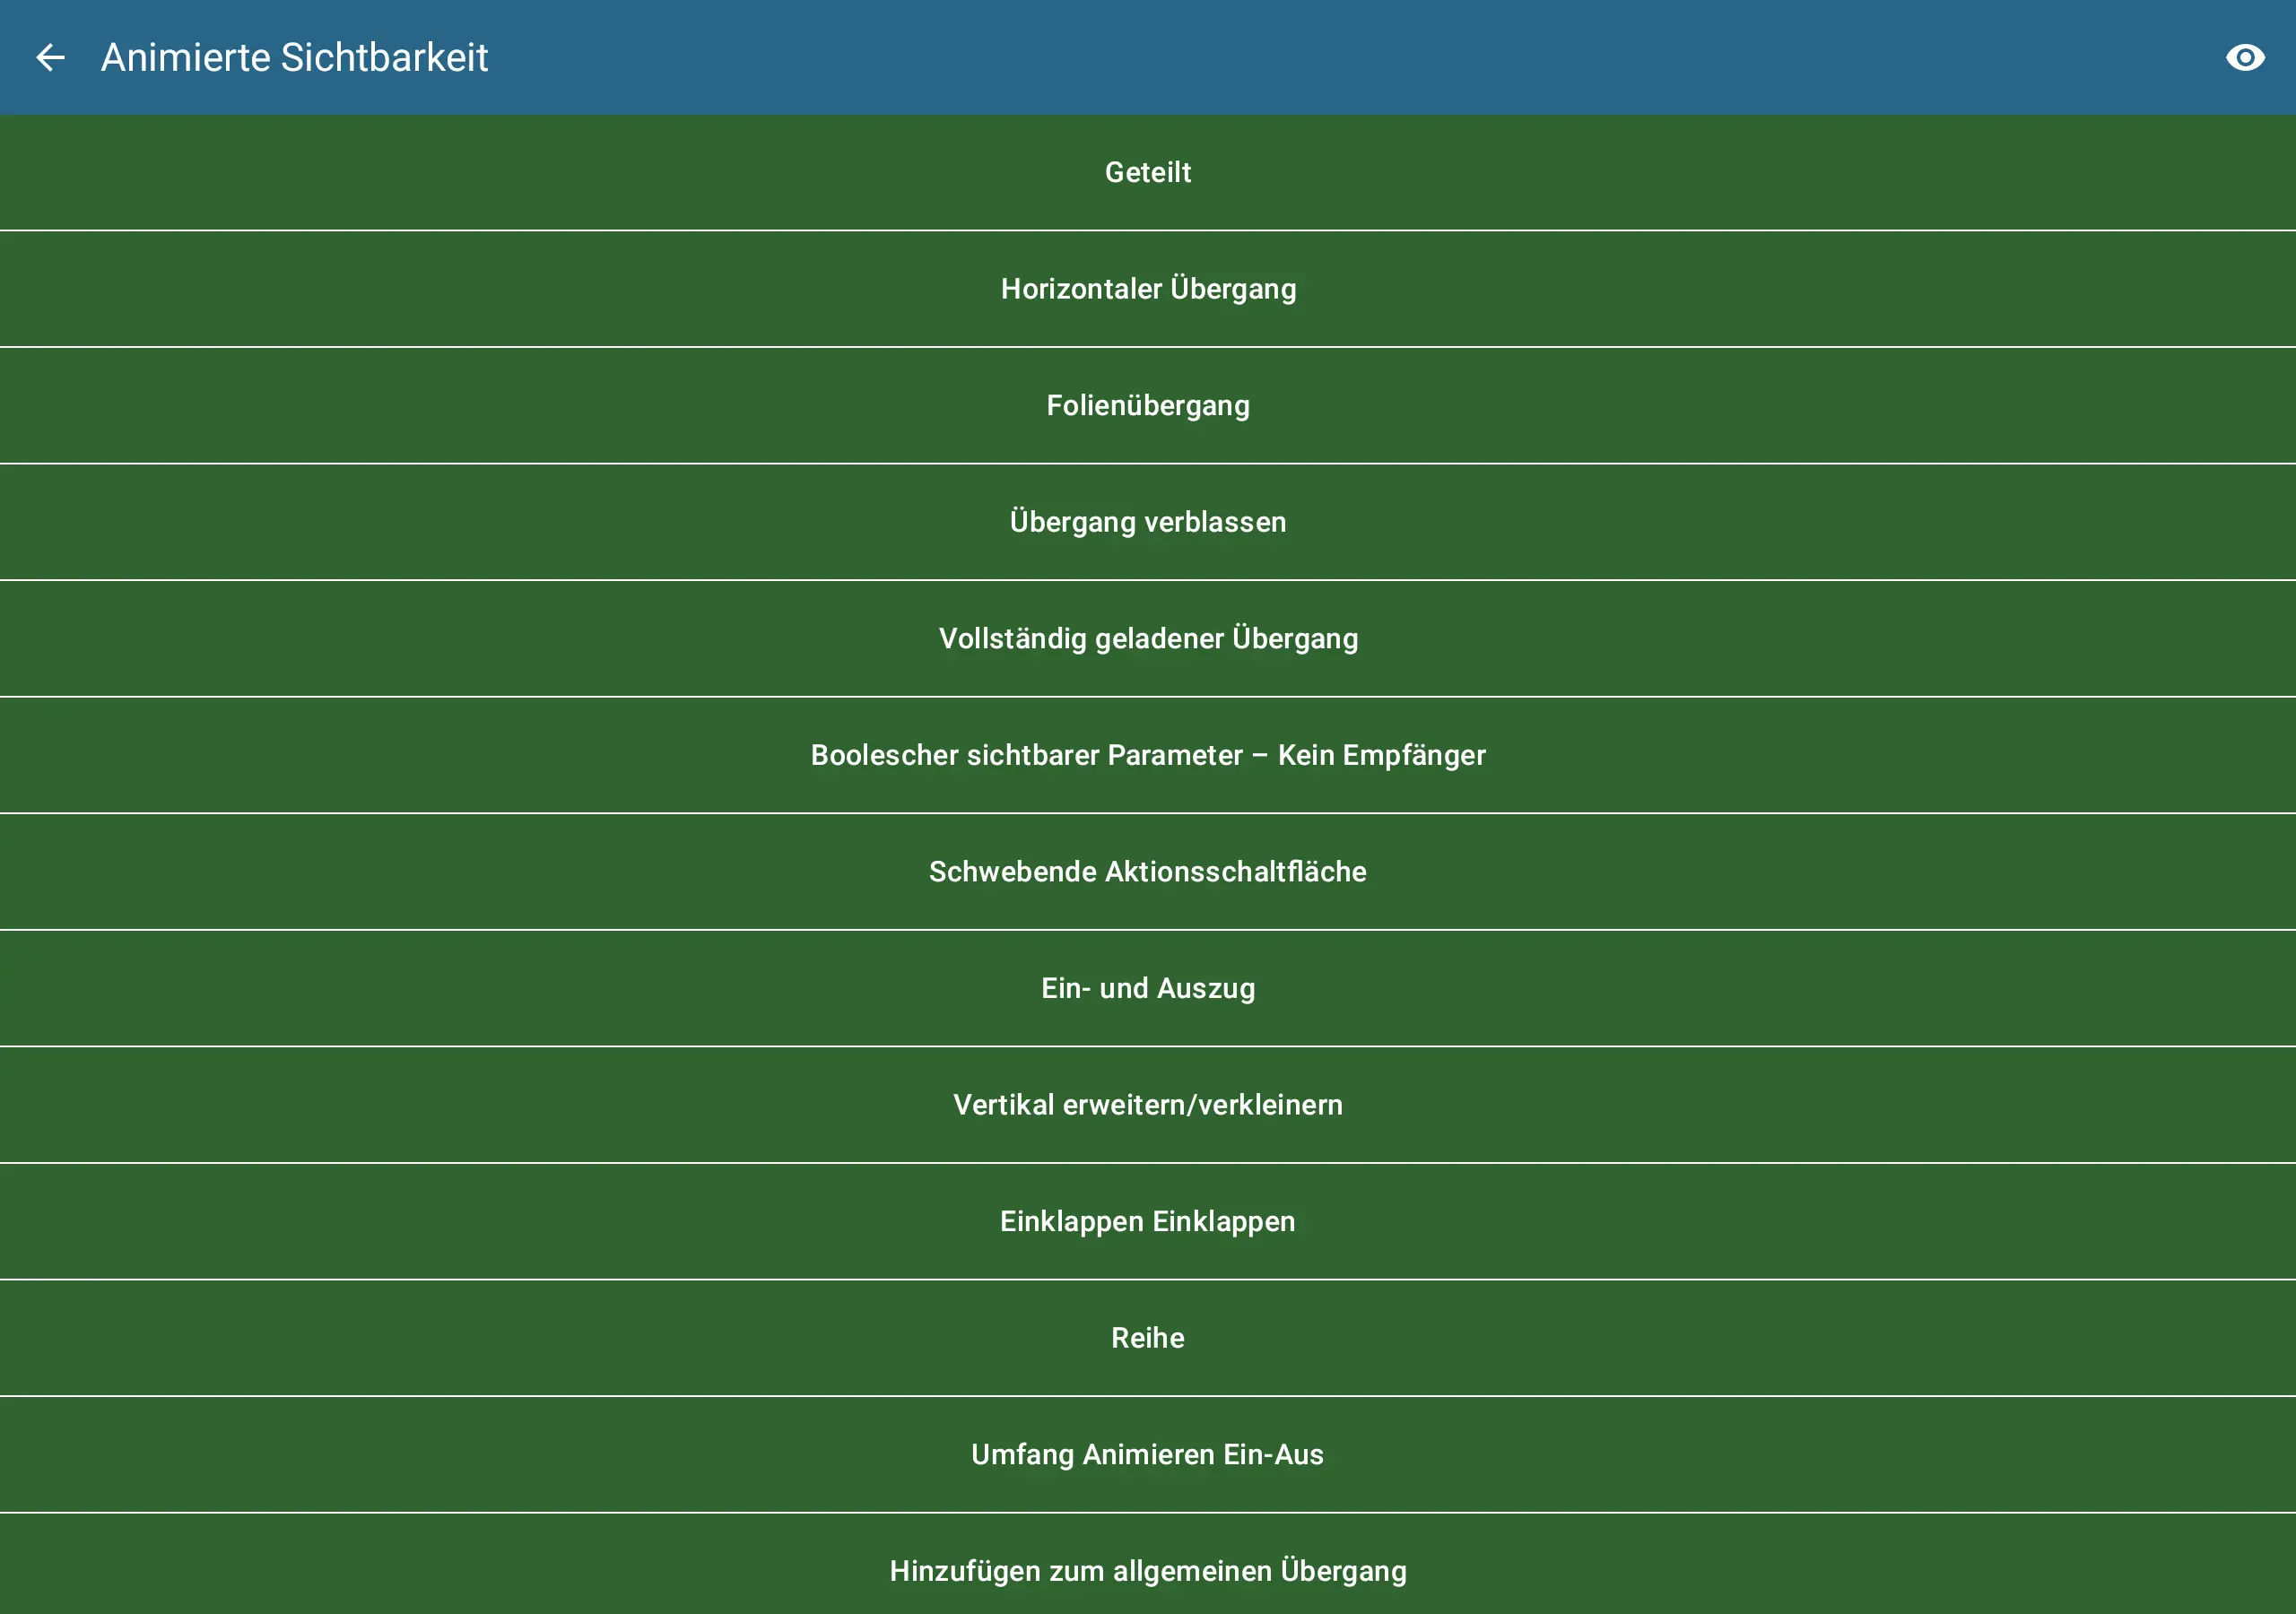 Animierte Sichtbarkeit
Geteilt
Horizontaler Übergang
Folienübergang
Übergang verblassen
Vollständig geladener Übergang
Boolescher sichtbarer Parameter – Kein Empfänger
Schwebende Aktionsschaltfläche
Ein- und Auszug
Vertikal erweitern/verkleinern
Einklappen Einklappen
Reihe
Umfang Animieren Ein-Aus
Hinzufügen zum allgemeinen Übergang